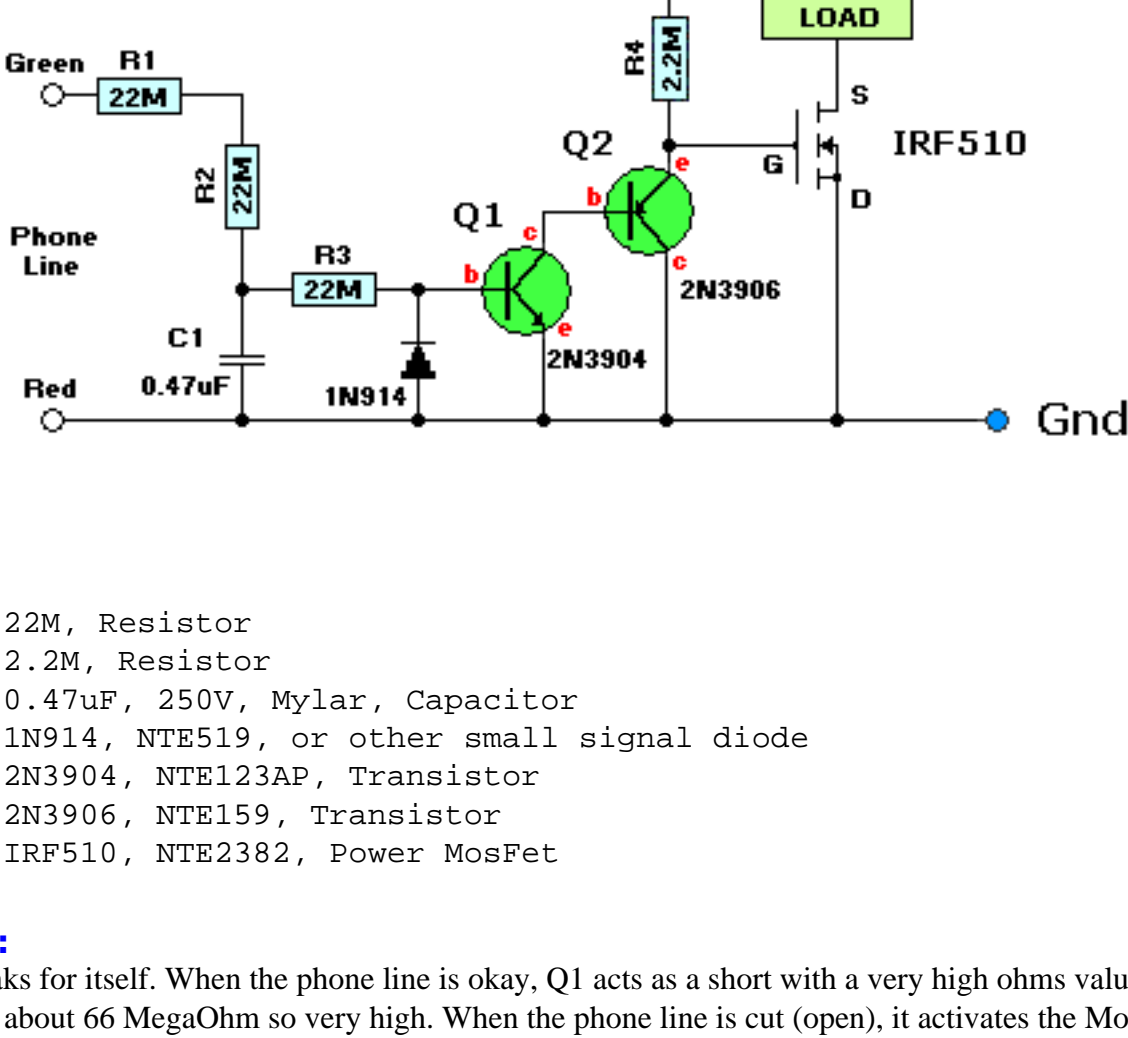 LOAD
Green R1
22M
R4
2.2M
S
IRF510
Q2
e
G
b
D
R2
22M
Q1
Phone
Line
c
R3
b
22M
c
2N3906
C1
e
2N3904
Red
0.47uF
1N914
Gnd
22M, Resistor
2.2M, Resistor
0.47uF, 250V, Mylar, Capacitor
1N914, NTE519, or other small signal diode
2N3904, NTE123AP, Transistor
2N3906, NTE159, Transistor
IRF510, NTE2382, Power MosFet
:
aks for itself. When the phone line is okay, Q1 acts as a short with a very high ohms valu
about 66 MegaOhm so very high. When the phone line is cut (open), it activates the Mo